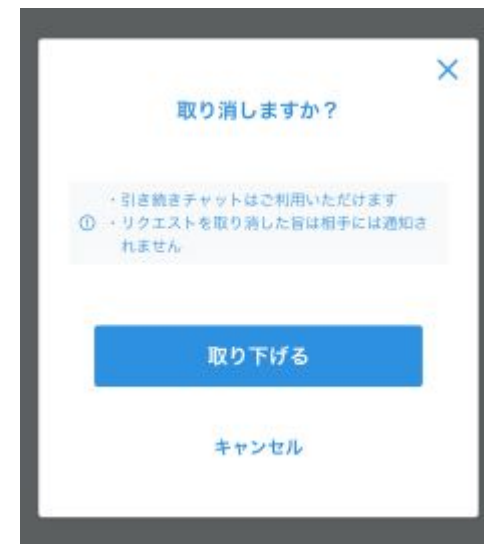 取り消しますか？
・引き続きチャットはご利用いただけます
・リクエストを取り消した旨は相手には通知さ
れません
取り下げる
キャンセル